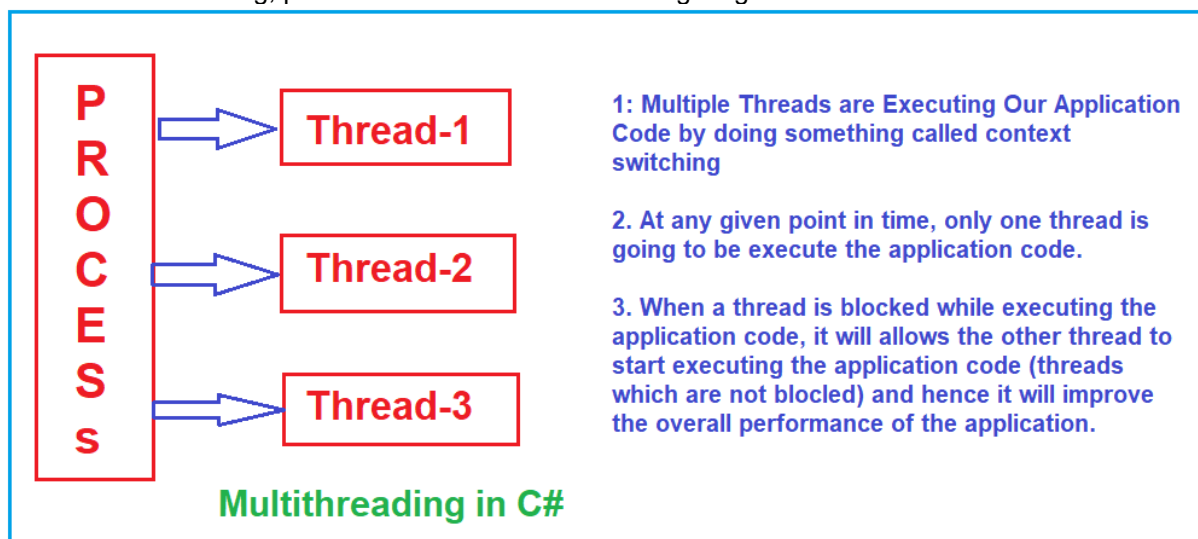 P
R
O
C
E
S
s
Thread-1
Thread-2
Thread-3
Multithreading in C#
1: Multiple Threads are Executing Our Application
Code by doing something called context
switching
2. At any given point in time, only one thread is
going to be execute the application code.
3. When a thread is blocked while executing the
application code, it will allows the other thread to
start executing the application code (threads
which are not blocled) and hence it will improve
the overall performance of the application.